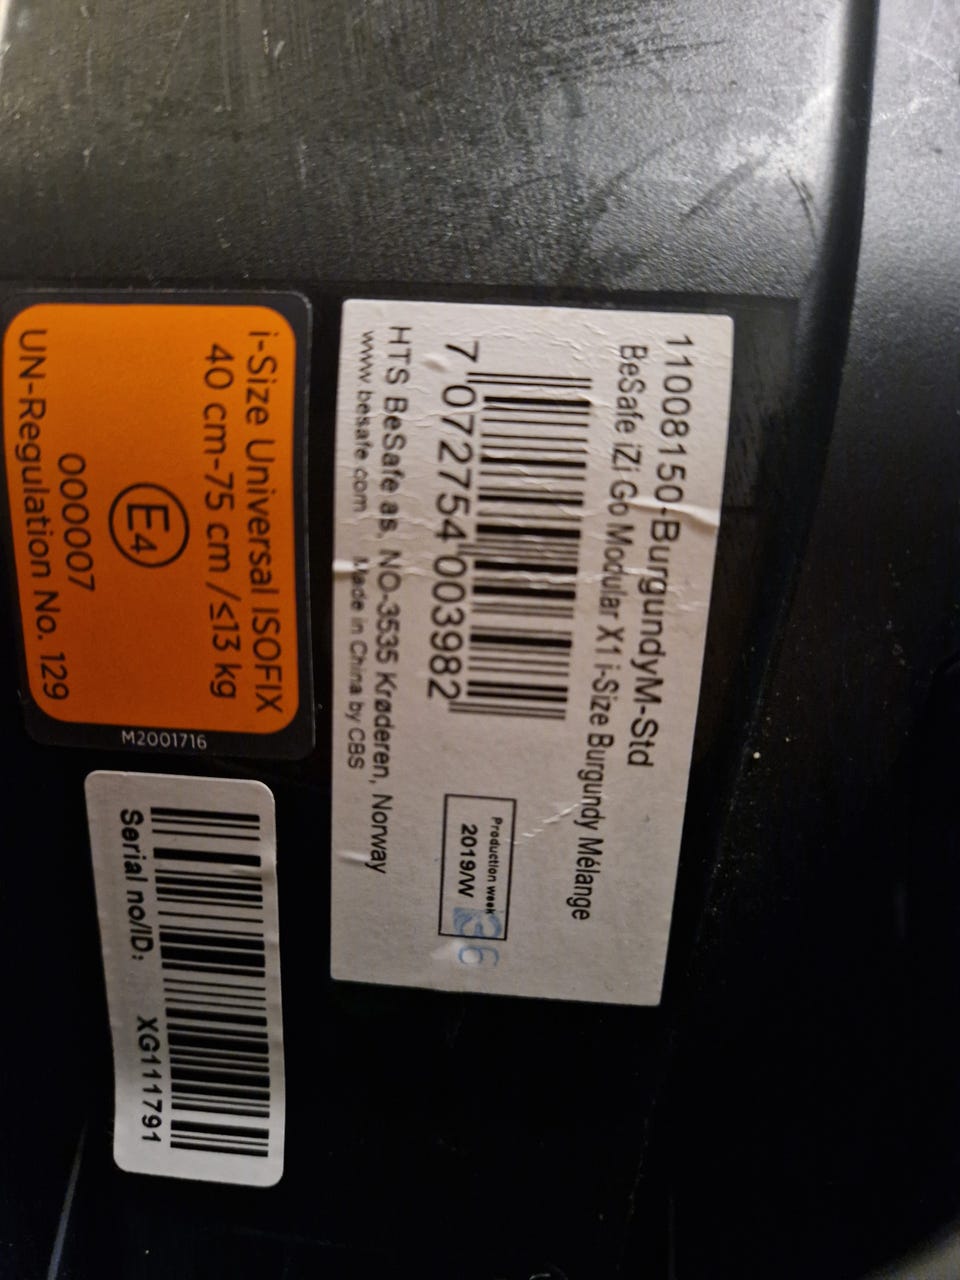 11008150-BurgundyM-Std
BeSafe iZi Go Modular X1 i-Size Burgundy Mélange
7 072754 003982
Production week
2019/W 36
HTS BeSafe as, NO-3535 Krøderen, Norway
www.besafe.com Made in China by CBS
i-Size Universal ISOFIX
40 cm-75 cm /≤13 kg
E4
000007
UN-Regulation No. 129
M2001716
Serial no/ID: XG111791